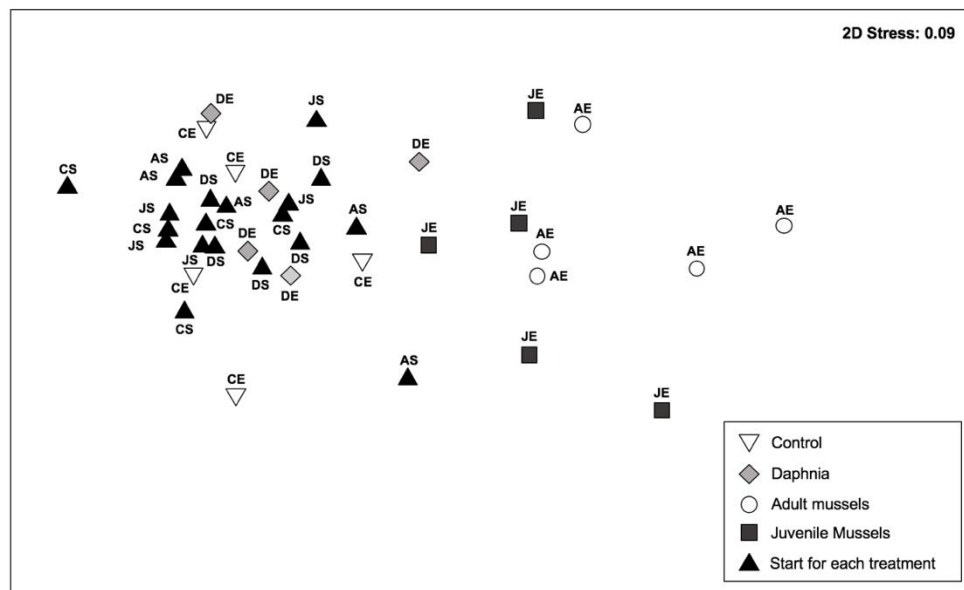 2D Stress: 0.09
DE
JS
JE
AE
CE
CE
DE
AS
DS
CS
AS
DS
DE
JS
AS
JS
JE
AE
CS
CS
CS
AS
DE
AE
AE
JS
JS
DS
JE
CE
DS
DE
CE
AE
CS
JE
AS
CE
JE
Control
Daphnia
Adult mussels
Juvenile Mussels
Start for each treatment